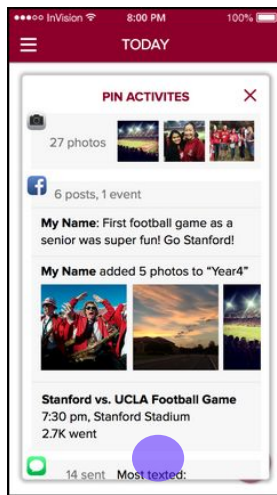 InVision 8:00 PM 100%
TODAY
PIN ACTIVITES
27 photos
6 posts, 1 event
My Name: First football game as a
senior was super fun! Go Stanford!
My Name added 5 photos to “Year4”
Stanford vs. UCLA Football Game
7:30 pm, Stanford Stadium
2.7K went
14 sent Most texted: